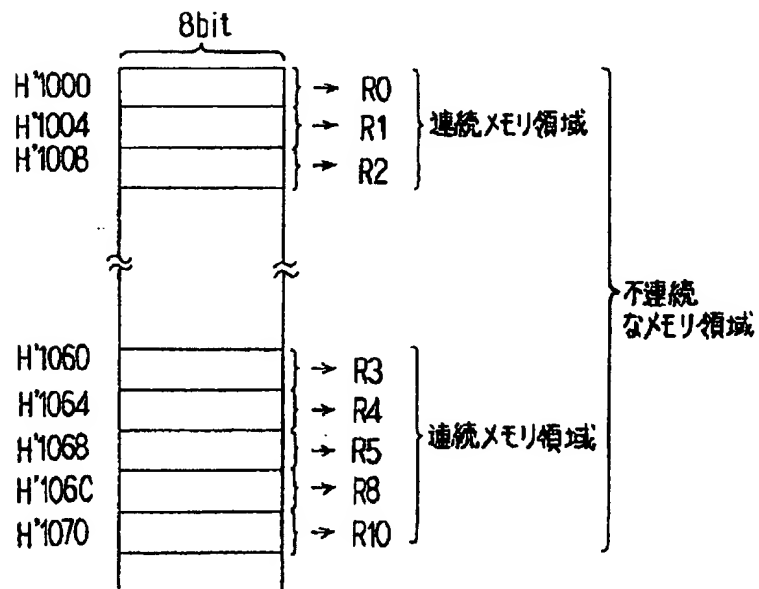 8bit
H'1000 → R0
H'1004 → R1 連続メモリ領域
H'1008 → R2
不連続
なメモリ領域
H'1060 → R3
H'1064 → R4
H'1068 → R5 連続メモリ領域
H'106C → R8
H'1070 → R10